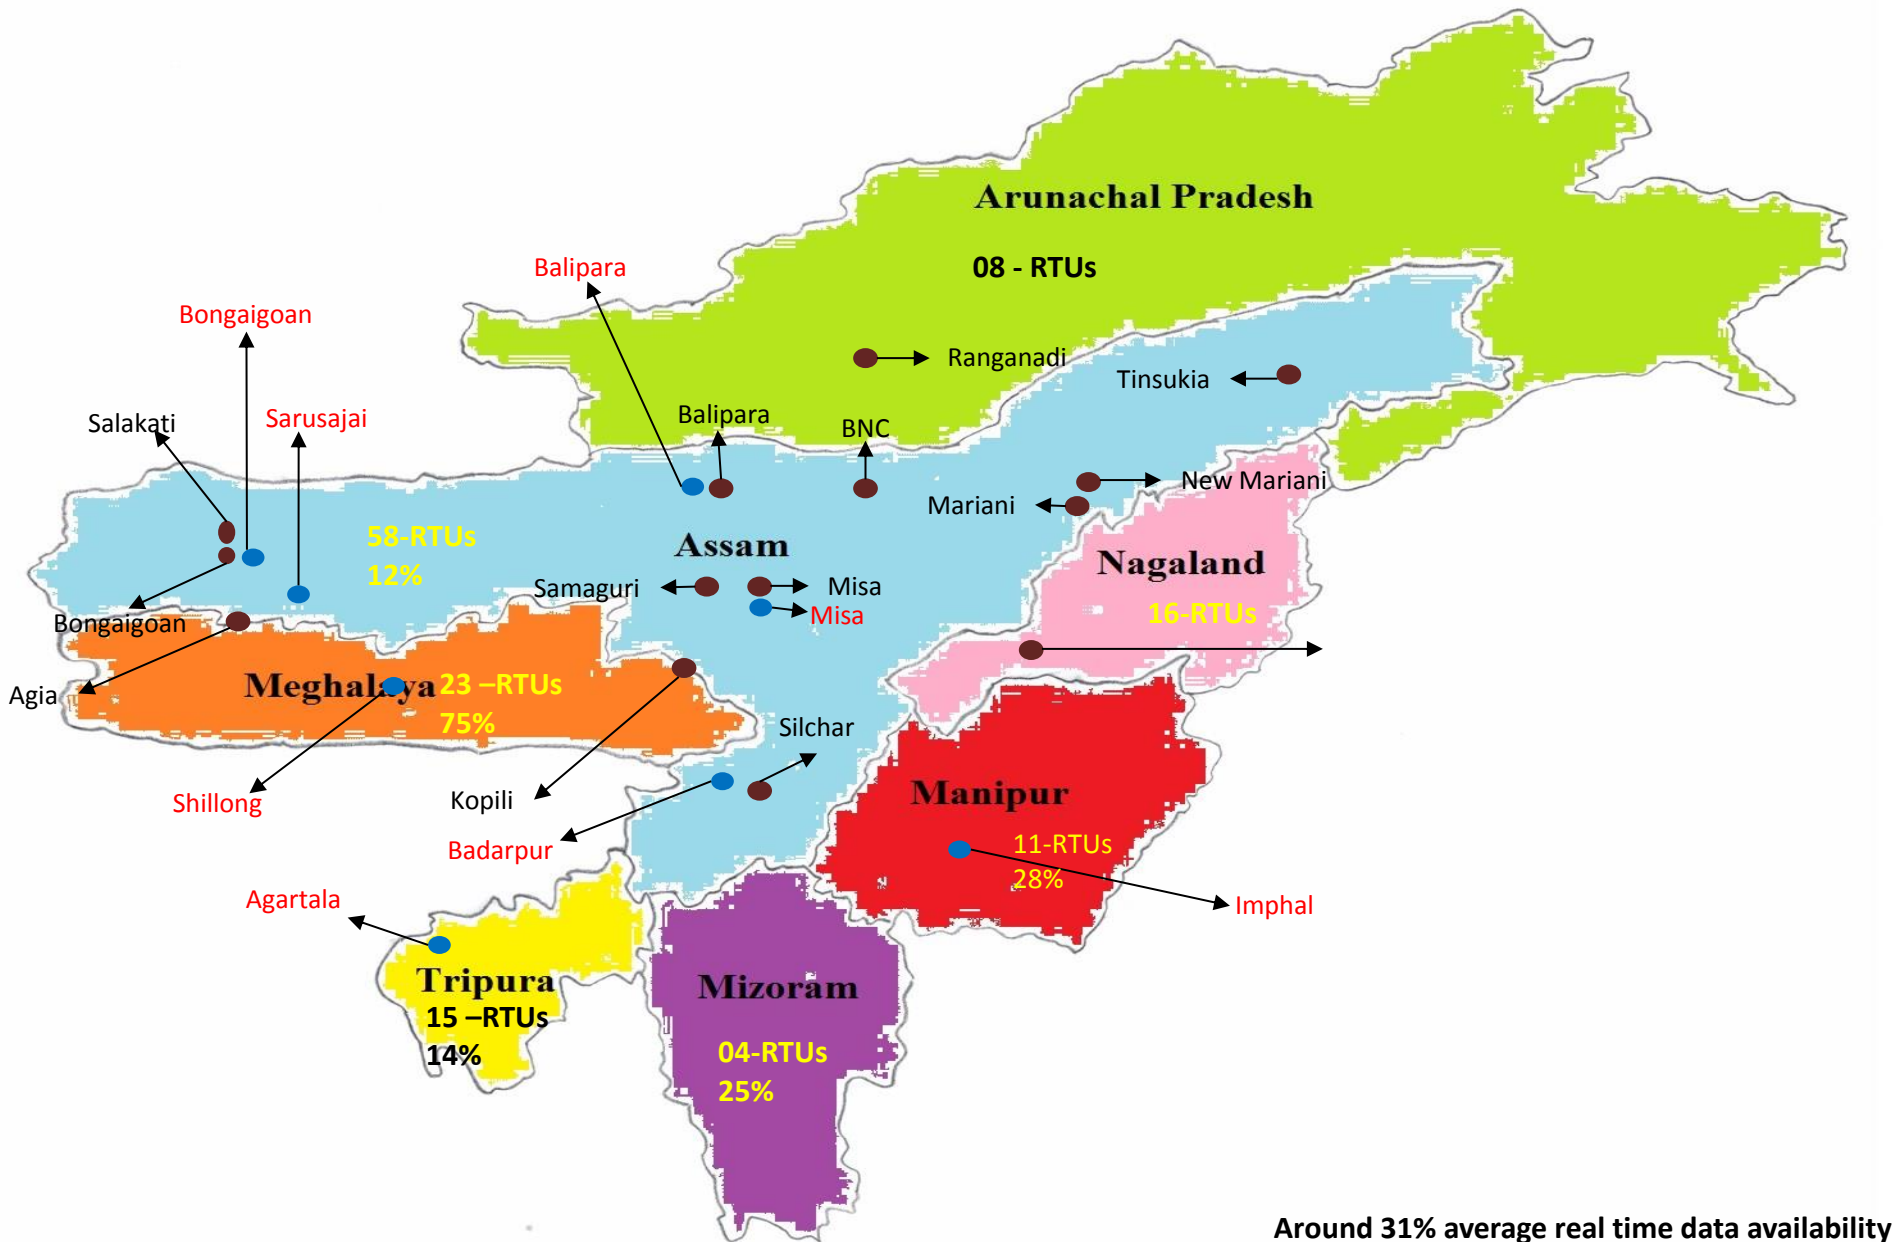 Arunachal Pradesh
08 - RTUs
Balipara
Bongaigoan
Ranganadi
Tinsukia
Salakati
Sarusajai
Balipara
BNC
New Mariani
Mariani
58-RTUs
12%
Assam
Nagaland
16-RTUs
Samaguri
Misa
Misa
Bongaigoan
Agia
Meghalaya
23 –RTUs
75%
Silchar
Shillong
Kopili
Badarpur
Manipur
11-RTUs
28%
Agartala
Imphal
Tripura
15 –RTUs
14%
Mizoram
04-RTUs
25%
Around 31% average real time data availability